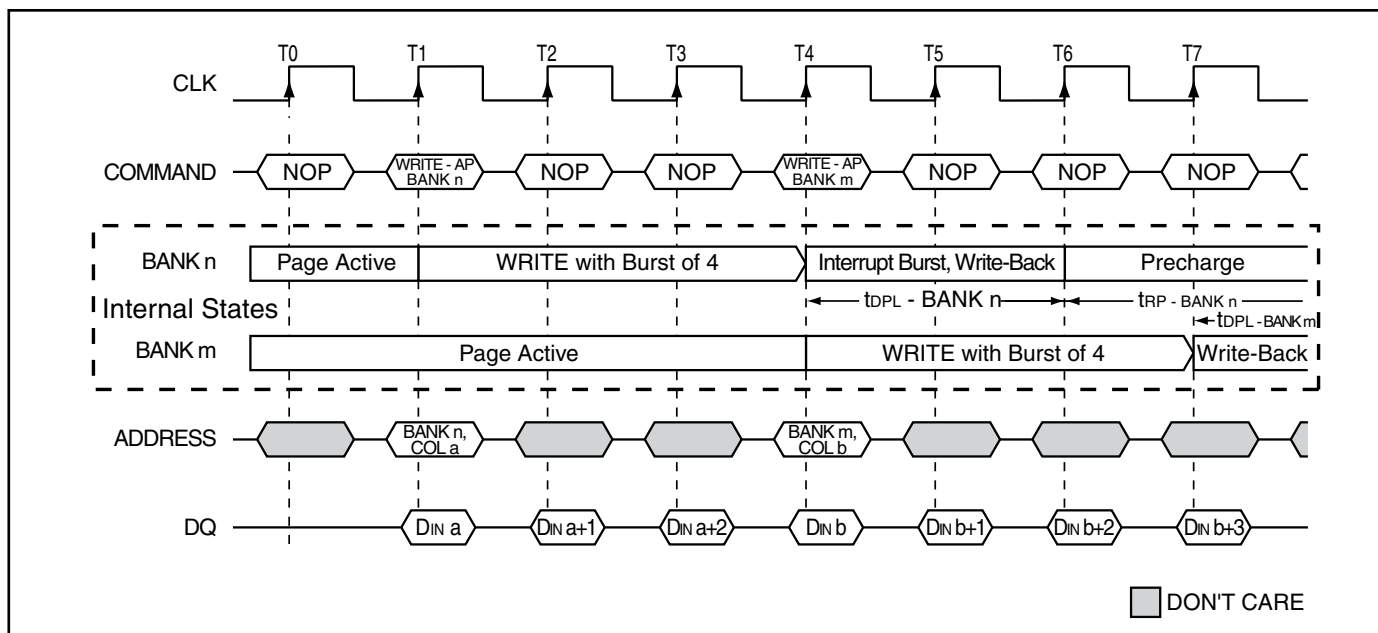 T0 T1 T2 T3 T4 T5 T6 T7
CLK
COMMAND NOP WRITE - AP BANK n NOP NOP WRITE - AP BANK m NOP NOP NOP
BANK n Page Active WRITE with Burst of 4 Interrupt Burst, Write-Back Precharge
Internal States tDPL - BANK n tRP - BANK n
tDPL - BANK m
BANK m Page Active WRITE with Burst of 4 Write-Back
ADDRESS BANK n, COL a BANK m, COL b
DQ DIN a DIN a+1 DIN a+2 DIN b DIN b+1 DIN b+2 DIN b+3
DON'T CARE